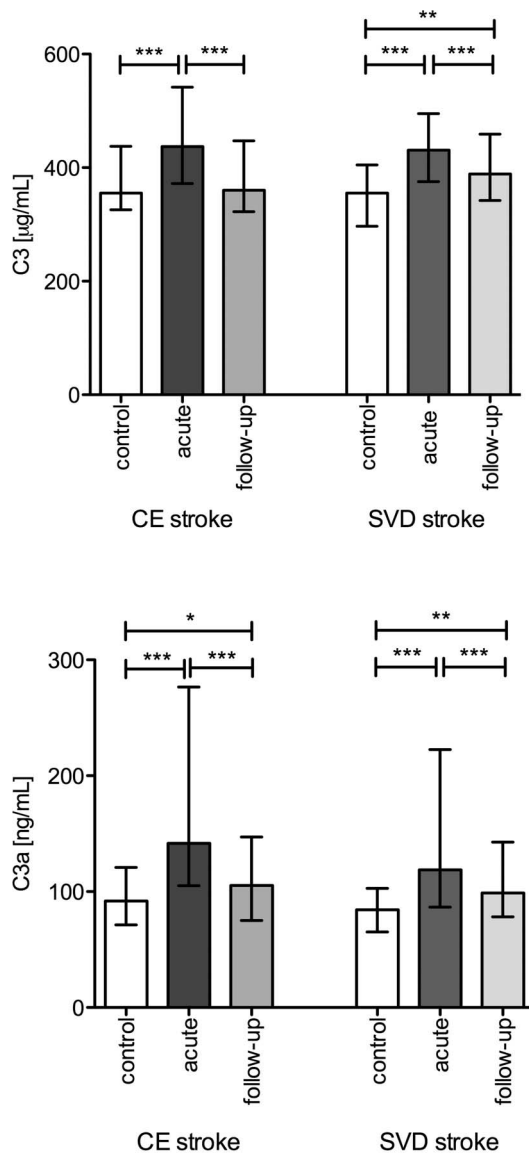 **
*** *** *** ***
600
400
200
0
C3 [µg/mL]
control acute follow-up control acute follow-up
CE stroke SVD stroke
* **
*** *** *** ***
300
200
100
0
C3a [ng/mL]
control acute follow-up control acute follow-up
CE stroke SVD stroke